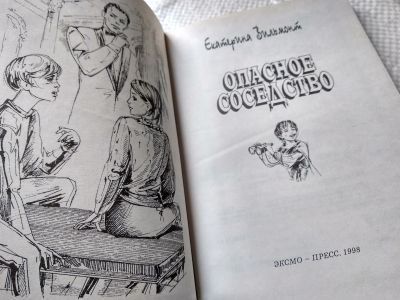 Екатерина Вильмонт
ОПАСНОЕ
СОСЕДСТВО
ЭКСМО – ПРЕСС. 1998